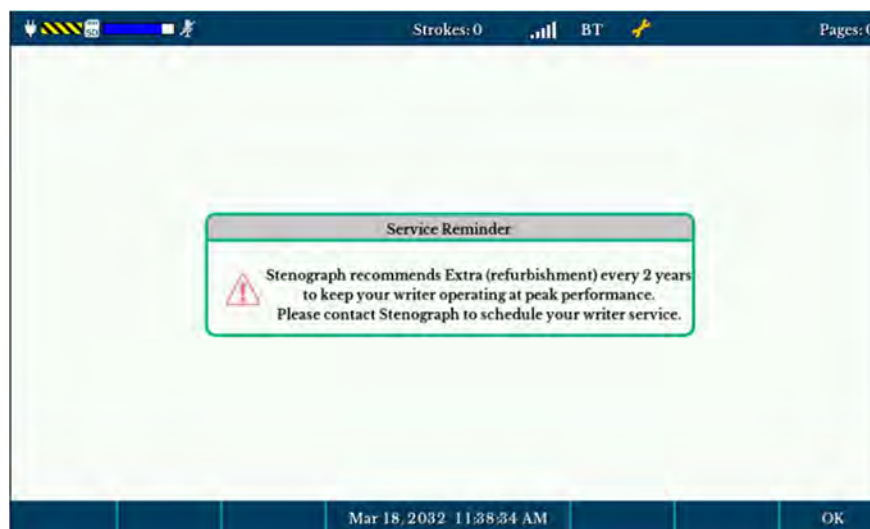 SD Strokes: 0 BT Pages: 0
Service Reminder
Stenograph recommends Extra (refurbishment) every 2 years
to keep your writer operating at peak performance.
Please contact Stenograph to schedule your writer service.
Mar 18, 2032 11:38:34 AM OK